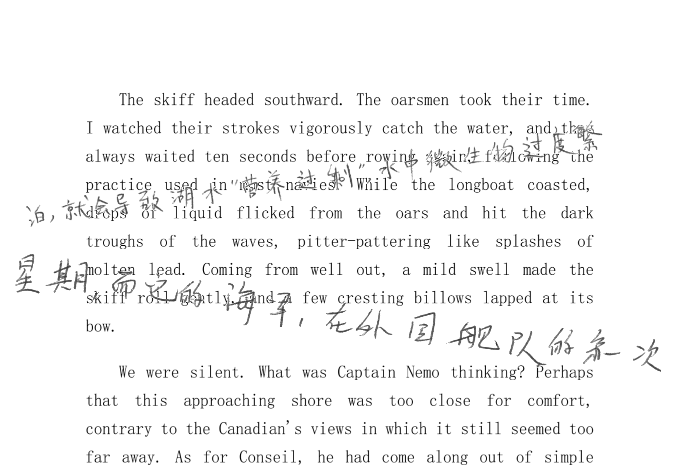 The skiff headed southward. The oarsmen took their time.
I watched their strokes vigorously catch the water, and they
always waited ten seconds before rowing again, following the
practice used in most navies. While the longboat coasted,
drops of liquid flicked from the oars and hit the dark
troughs of the waves, pitter-pattering like splashes of
molten lead. Coming from well out, a mild swell made the
skiff roll gently, and a few cresting billows lapped at its
bow.
泊,就会导致湖水"营养过剩"水中微生物过度繁
星期,而足的海军,在外国舰队的第一次
We were silent. What was Captain Nemo thinking? Perhaps
that this approaching shore was too close for comfort,
contrary to the Canadian's views in which it still seemed too
far away. As for Conseil, he had come along out of simple